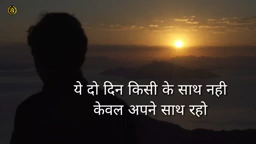 ये दो दिन किसी के साथ नही
केवल अपने साथ रहो